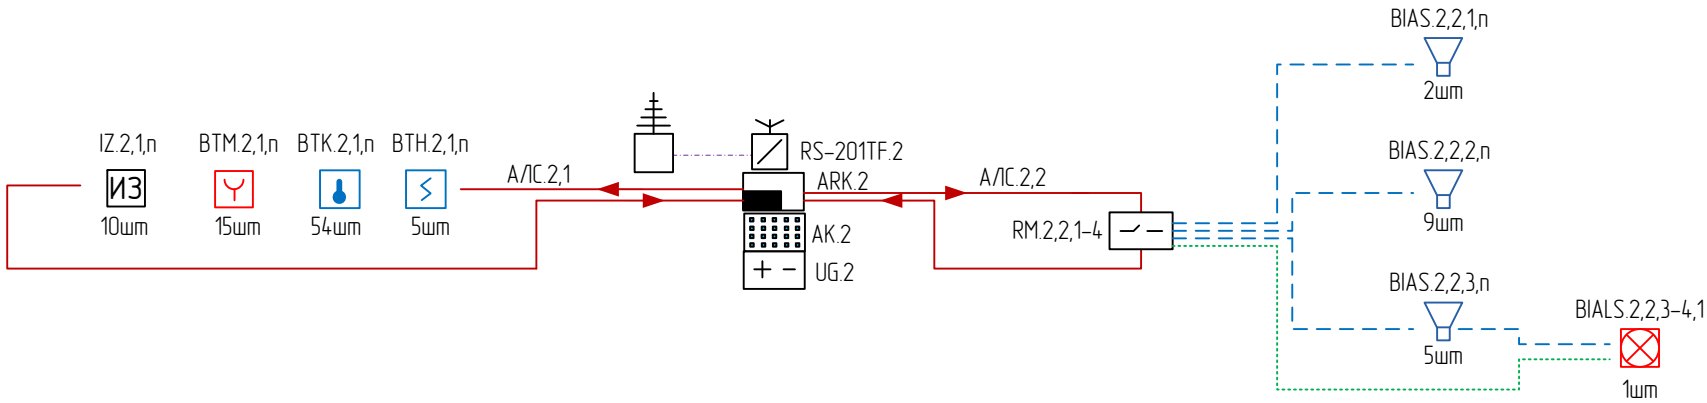 BIAS.2,2,1,n
2шт
IZ.2,1,n
BTM.2,1,n
BTK.2,1,n
BTH.2,1,n
ИЗ
10шт
15шт
54шт
5шт
А/ІС.2,1
RS-201TF.2
ARK.2
AK.2
UG.2
+ -
А/ІС.2,2
RM.2,2,1-4
BIAS.2,2,2,n
9шт
BIAS.2,2,3,n
5шт
BIALS.2,2,3-4,1
1шт